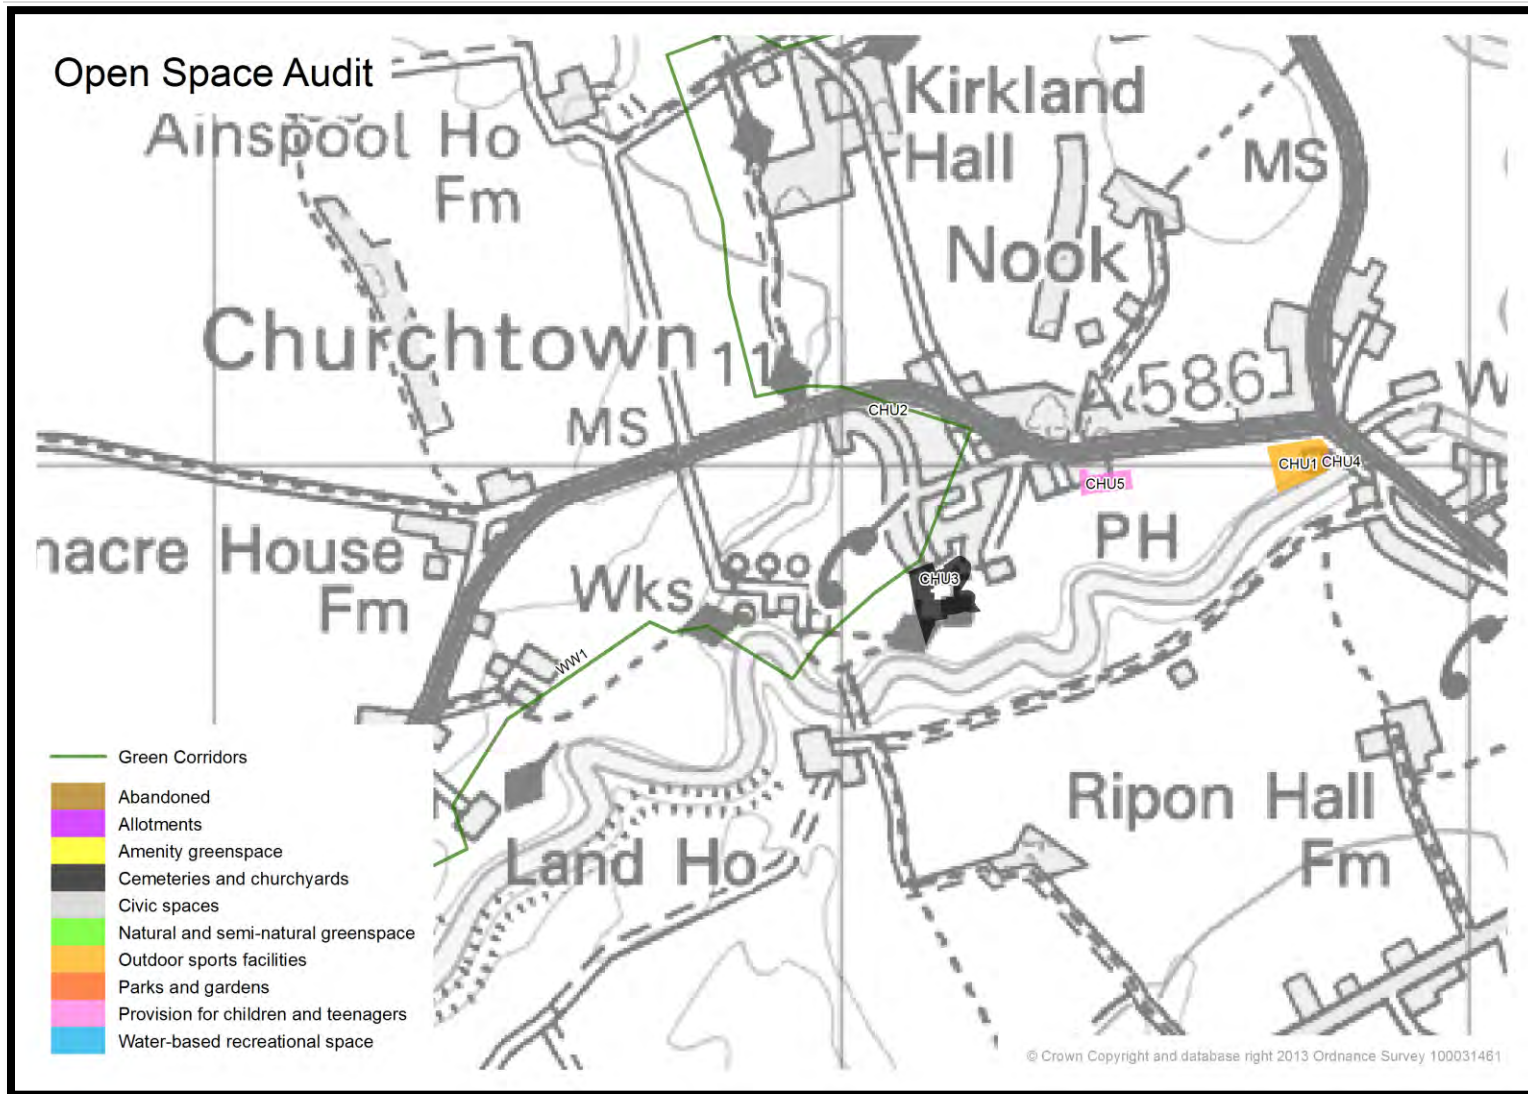 Open Space Audit
Ainspool Ho
Fm
Kirkland
Hall
MS
Nook
Churchtown
11
A586
W
MS
CHU2
CHU1
CHU4
CHU5
nacre House
Fm
PH
Wks
CHU3
WW1
Land Ho
Ripon Hall
Fm
Green Corridors
Abandoned
Allotments
Amenity greenspace
Cemeteries and churchyards
Civic spaces
Natural and semi-natural greenspace
Outdoor sports facilities
Parks and gardens
Provision for children and teenagers
Water-based recreational space
© Crown Copyright and database right 2013 Ordnance Survey 100031461